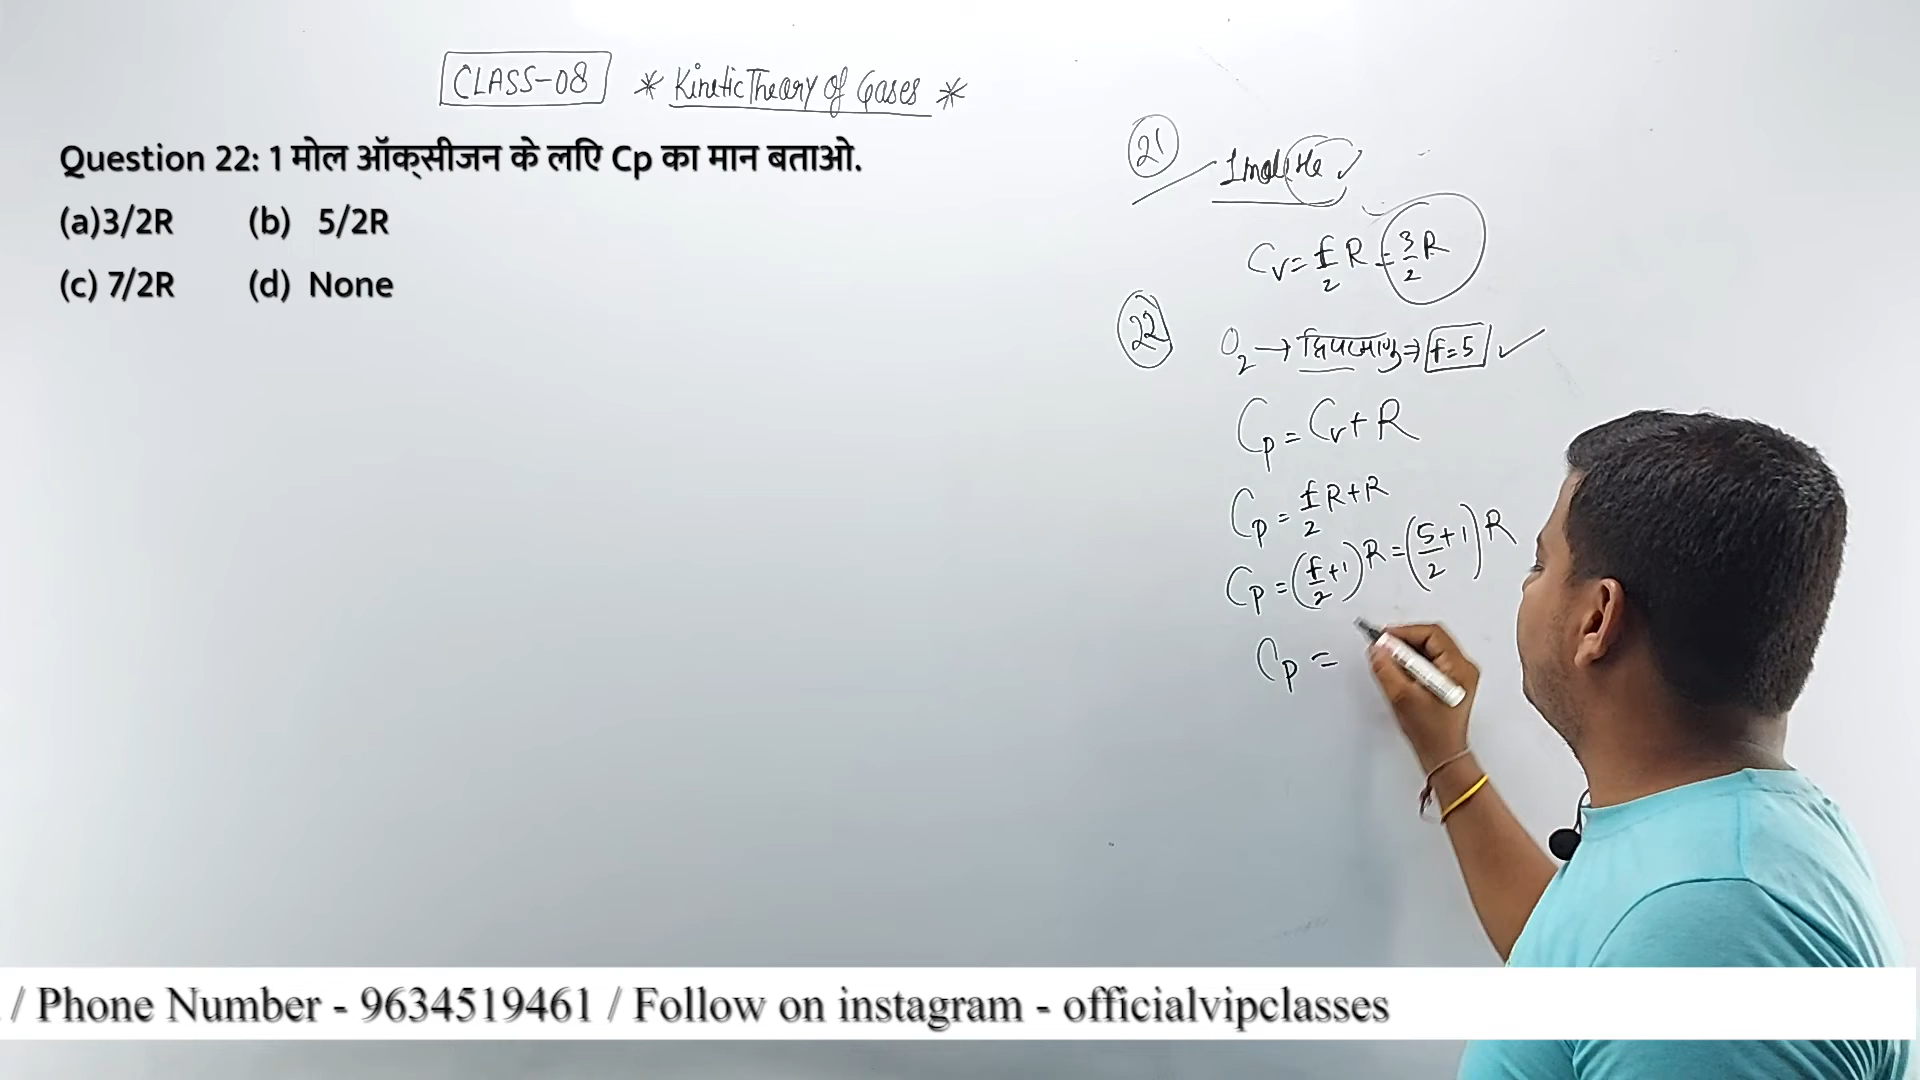 CLASS-08 * Kinetic Theory of Gases *
Question 22: 1 मोल ऑक्सीजन के लिए Cp का मान बताओ.
(a)3/2R (b) 5/2R
(c) 7/2R (d) None
21 1 mol He ✓
Cv = f/2 R = 3/2 R
22 O2 → द्विपरमाणु ⇒ f = 5 ✓
Cp = Cv + R
Cp = f/2 R + R
Cp = (f/2 + 1) R = (5/2 + 1) R
Cp =
/ Phone Number - 9634519461 / Follow on instagram - officialvipclasses